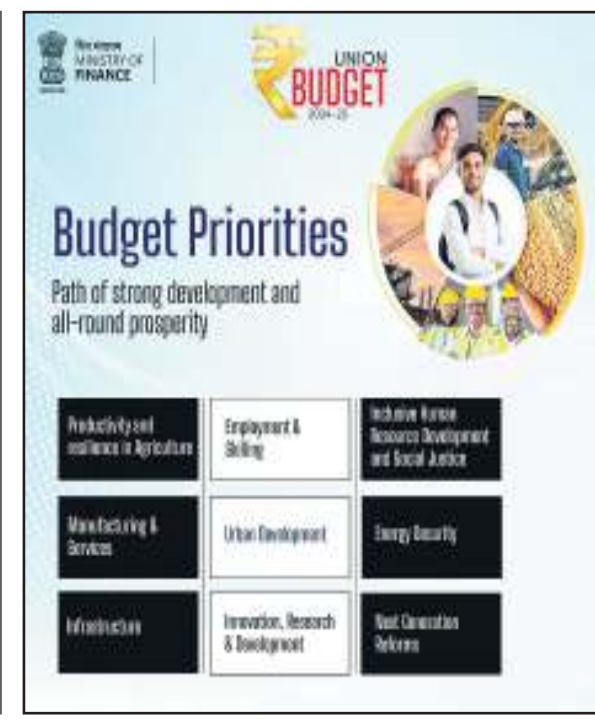 वित्त मंत्रालय
MINISTRY OF
FINANCE
UNION
BUDGET
2024-25
Budget Priorities
Path of strong development and
all-round prosperity
Productivity and
resilience in Agriculture
Employment &
Skilling
Inclusive Human
Resource Development
and Social Justice
Manufacturing &
Services
Urban Development
Energy Security
Infrastructure
Innovation, Research
& Development
Next Generation
Reforms